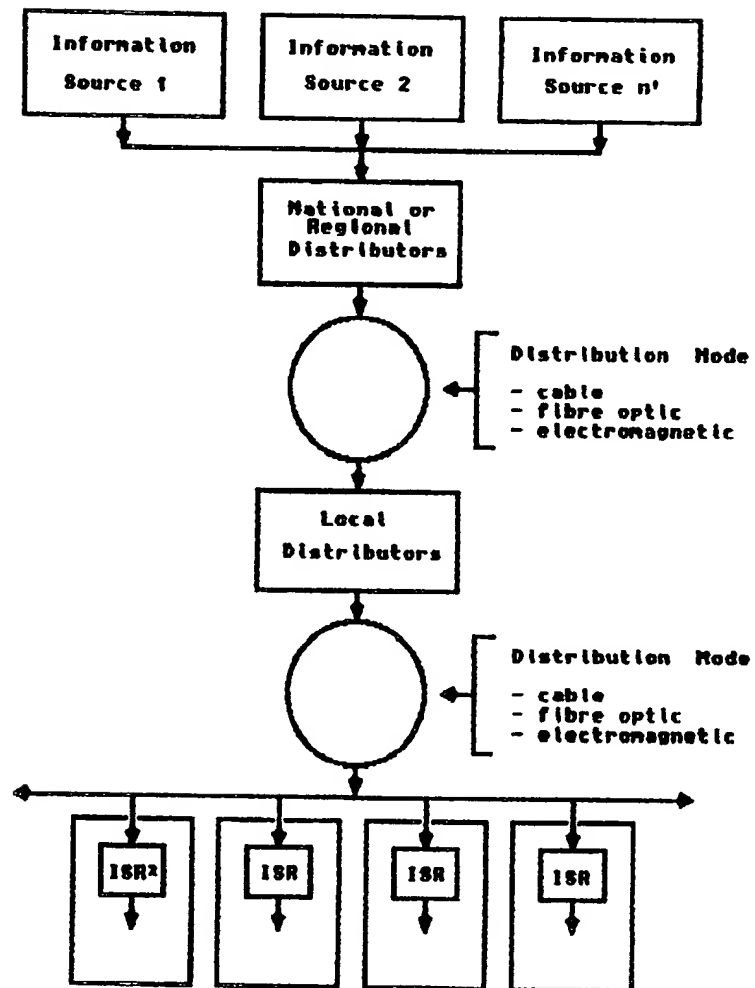 Information
Source 1
Information
Source 2
Information
Source n'
National or
Regional
Distributors
Distribution Mode
- cable
- fibre optic
- electromagnetic
Local
Distributors
Distribution Mode
- cable
- fibre optic
- electromagnetic
ISR²
ISR
ISR
ISR